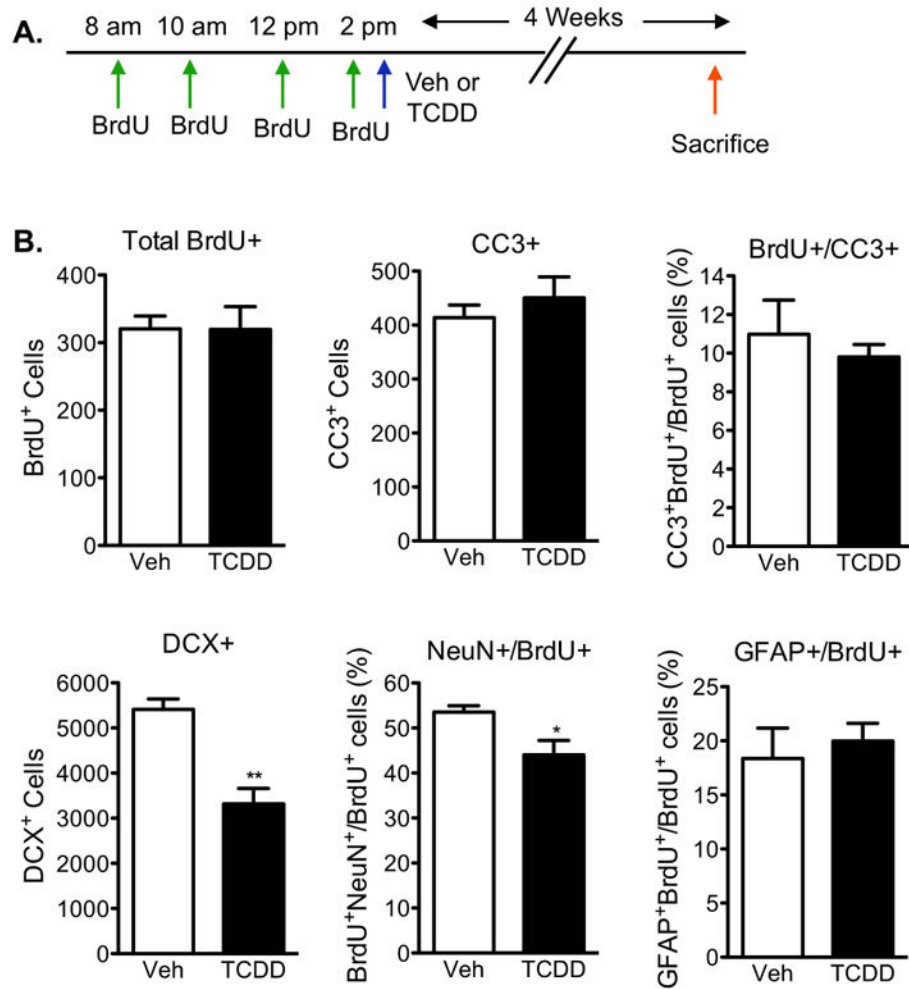 A.
8 am 10 am 12 pm 2 pm 4 Weeks
BrdU BrdU BrdU BrdU
Veh or
TCDD
Sacrifice
B.
Total BrdU+
BrdU⁺ Cells
400
300
200
100
0
Veh TCDD
CC3+
CC3⁺ Cells
500
400
300
200
100
0
Veh TCDD
BrdU+/CC3+
CC3⁺BrdU⁺/BrdU⁺ cells (%)
14
12
10
8
6
4
2
0
Veh TCDD
DCX+
DCX⁺ Cells
6000
5000
4000
3000
2000
1000
0
**
Veh TCDD
NeuN+/BrdU+
BrdU⁺NeuN⁺/BrdU⁺ cells (%)
60
50
40
30
20
10
0
*
Veh TCDD
GFAP+/BrdU+
GFAP⁺BrdU⁺/BrdU⁺ cells (%)
25
20
15
10
5
0
Veh TCDD